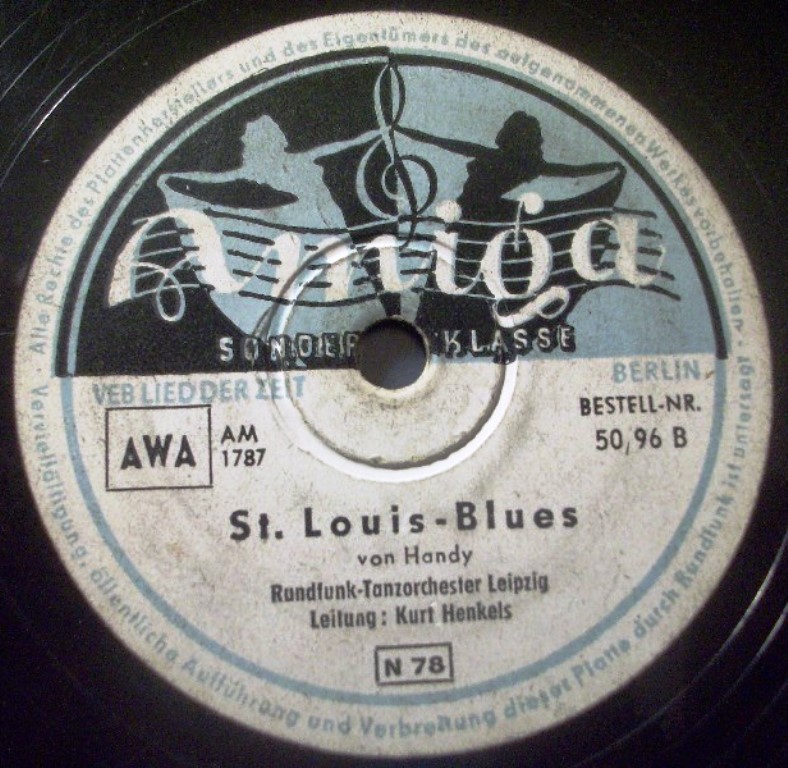 Alle Rechte des Plattenherstellers und des Eigentümers des aufgenommenen Werkes vorbehalten - Vervielfältigung, öffentliche Aufführung und Verbreitung dieser Platte durch Rundfunk ist untersagt -
Amiga
SONDER KLASSE
VEB LIED DER ZEIT BERLIN
AWA
AM
1787
BESTELL-NR.
50,96 B
St. Louis-Blues
von Handy
Rundfunk-Tanzorchester Leipzig
Leitung: Kurt Henkels
N 78